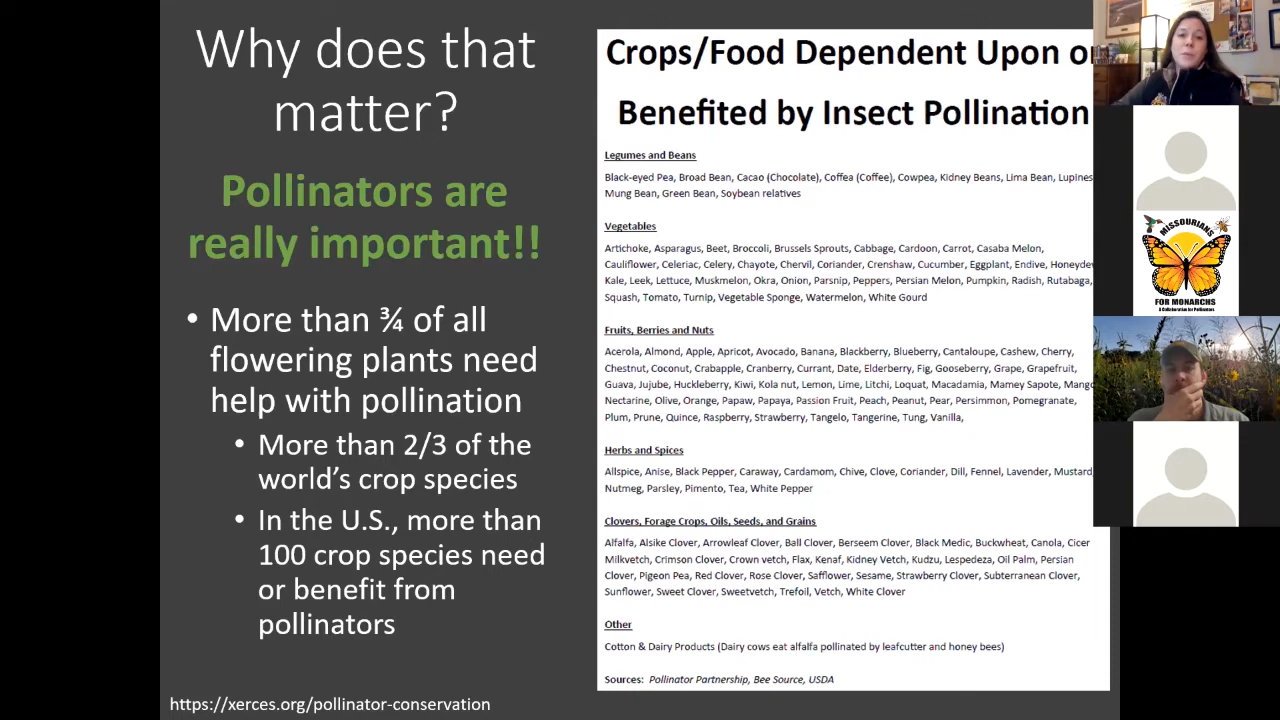 Why does that
matter?
Pollinators are
really important!!
• More than ¾ of all
flowering plants need
help with pollination
• More than 2/3 of the
world's crop species
• In the U.S., more than
100 crop species need
or benefit from
pollinators
https://xerces.org/pollinator-conservation
Crops/Food Dependent Upon or
Benefited by Insect Pollination
Legumes and Beans
Black-eyed Pea, Broad Bean, Cacao (Chocolate), Coffea (Coffee), Cowpea, Kidney Beans, Lima Bean, Lupines
Mung Bean, Green Bean, Soybean relatives
Vegetables
Artichoke, Asparagus, Beet, Broccoli, Brussels Sprouts, Cabbage, Cardoon, Carrot, Casaba Melon,
Cauliflower, Celeriac, Celery, Chayote, Chervil, Coriander, Crenshaw, Cucumber, Eggplant, Endive, Honeydew
Kale, Leek, Lettuce, Muskmelon, Okra, Onion, Parsnip, Peppers, Persian Melon, Pumpkin, Radish, Rutabaga,
Squash, Tomato, Turnip, Vegetable Sponge, Watermelon, White Gourd
Fruits, Berries and Nuts
Acerola, Almond, Apple, Apricot, Avocado, Banana, Blackberry, Blueberry, Cantaloupe, Cashew, Cherry,
Chestnut, Coconut, Crabapple, Cranberry, Currant, Date, Elderberry, Fig, Gooseberry, Grape, Grapefruit,
Guava, Jujube, Huckleberry, Kiwi, Kola nut, Lemon, Lime, Litchi, Loquat, Macadamia, Mamey Sapote, Mango
Nectarine, Olive, Orange, Papaw, Papaya, Passion Fruit, Peach, Peanut, Pear, Persimmon, Pomegranate,
Plum, Prune, Quince, Raspberry, Strawberry, Tangelo, Tangerine, Tung, Vanilla,
Herbs and Spices
Allspice, Anise, Black Pepper, Caraway, Cardamom, Chive, Clove, Coriander, Dill, Fennel, Lavender, Mustard,
Nutmeg, Parsley, Pimento, Tea, White Pepper
Clovers, Forage Crops, Oils, Seeds, and Grains
Alfalfa, Alsike Clover, Arrowleaf Clover, Ball Clover, Berseem Clover, Black Medic, Buckwheat, Canola, Cicer
Milkvetch, Crimson Clover, Crown vetch, Flax, Kenaf, Kidney Vetch, Kudzu, Lespedeza, Oil Palm, Persian
Clover, Pigeon Pea, Red Clover, Rose Clover, Safflower, Sesame, Strawberry Clover, Subterranean Clover,
Sunflower, Sweet Clover, Sweetvetch, Trefoil, Vetch, White Clover
Other
Cotton & Dairy Products (Dairy cows eat alfalfa pollinated by leafcutter and honey bees)
Sources: Pollinator Partnership, Bee Source, USDA
MISSOURIANS
FOR MONARCHS
A Collaborative for Pollinators